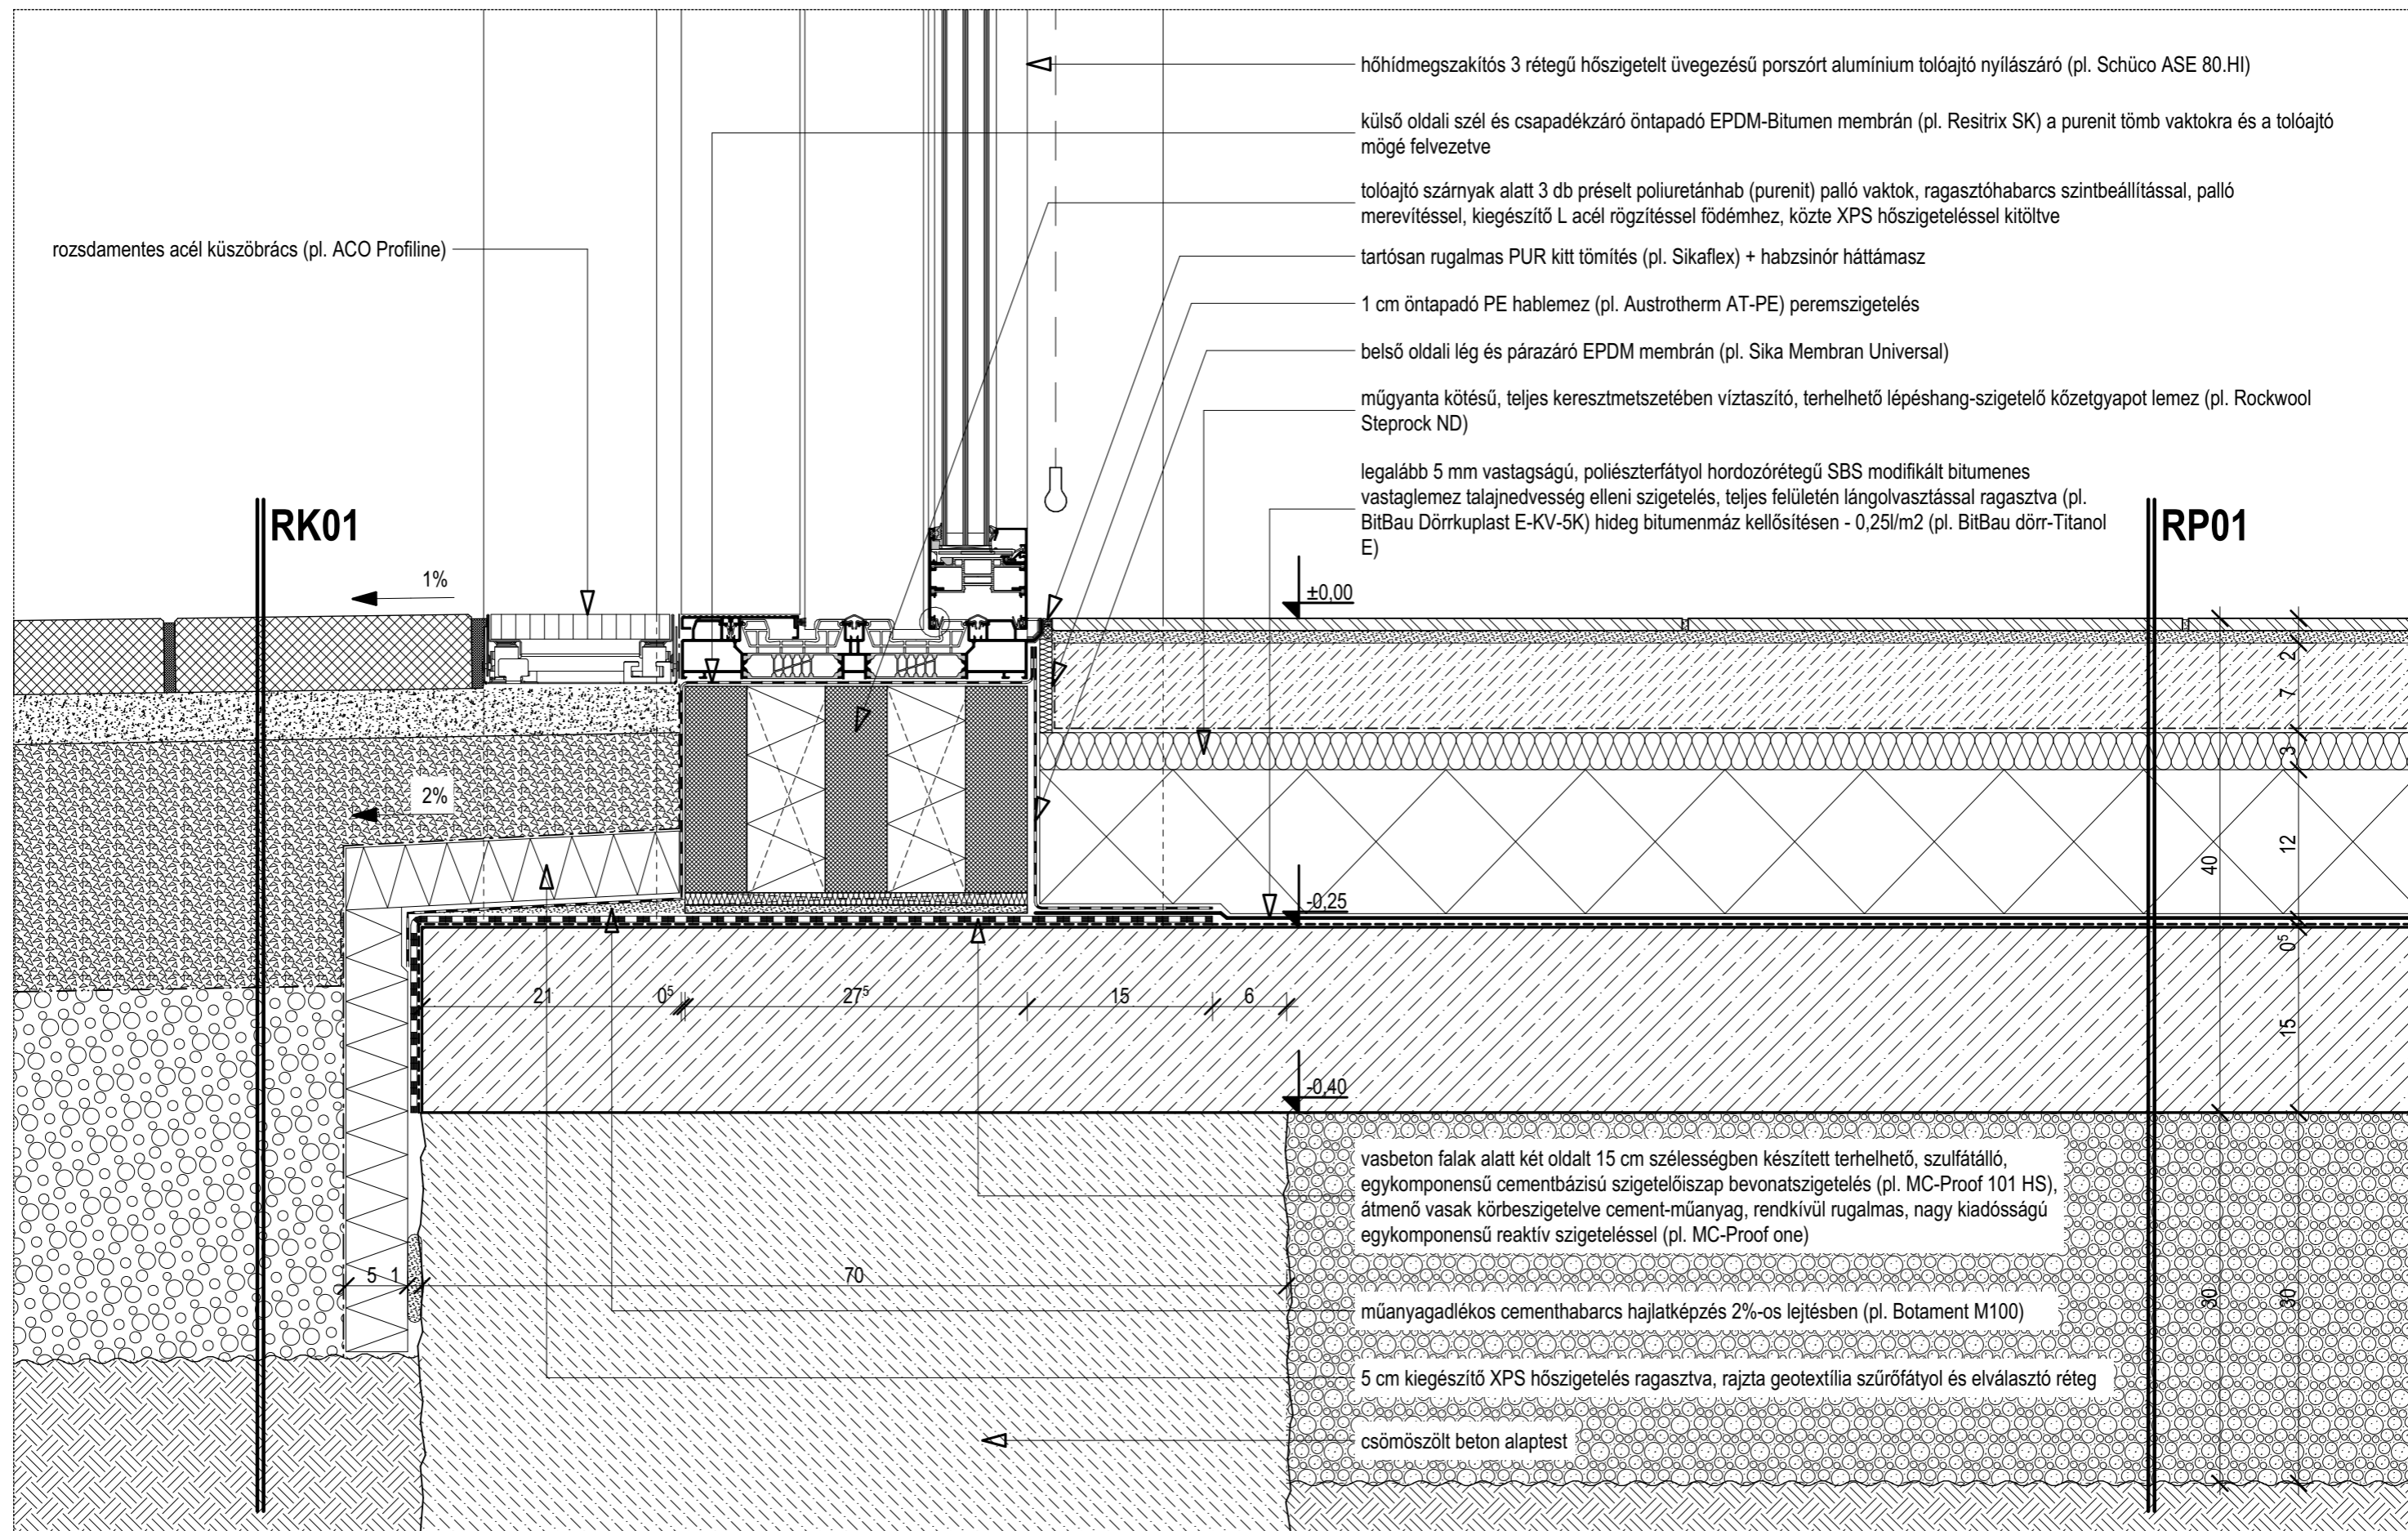 hőhídmegszakítós 3 rétegű hőszigetelt üvegezésű porszórt alumínium tolóajtó nyílászáró (pl. Schüco ASE 80.HI)
külső oldali szél és csapadékzáró öntapadó EPDM-Bitumen membrán (pl. Resitrix SK) a purenit tömb vaktokra és a tolóajtó
mögé felvezetve
tolóajtó szárnyak alatt 3 db préselt poliuretánhab (purenit) palló vaktok, ragasztóhabarcs szintbeállítással, palló
merevítéssel, kiegészítő L acél rögzítéssel födémhez, közte XPS hőszigeteléssel kitöltve
rozsdamentes acél küszöbrács (pl. ACO Profiline)
tartósan rugalmas PUR kitt tömítés (pl. Sikaflex) + habzsinór háttámasz
1 cm öntapadó PE hablemez (pl. Austrotherm AT-PE) peremszigetelés
belső oldali lég és párazáró EPDM membrán (pl. Sika Membran Universal)
műgyanta kötésű, teljes keresztmetszetében víztaszító, terhelhető lépéshang-szigetelő kőzetgyapot lemez (pl. Rockwool
Steprock ND)
legalább 5 mm vastagságú, poliészterfátyol hordozórétegű SBS modifikált bitumenes
vastaglemez talajnedvesség elleni szigetelés, teljes felületén lángolvasztással ragasztva (pl.
BitBau Dörrkuplast E-KV-5K) hideg bitumenmáz kellősítésen - 0,25l/m2 (pl. BitBau dörr-Titanol
E)
RK01
RP01
1%
±0,00
2
7
3
2%
12
40
-0,25
0⁵
21 0⁵ 27⁵ 15 6
15
-0,40
vasbeton falak alatt két oldalt 15 cm szélességben készített terhelhető, szulfátálló,
egykomponensű cementbázisú szigetelőiszap bevonatszigetelés (pl. MC-Proof 101 HS),
átmenő vasak körbeszigetelve cement-műanyag, rendkívül rugalmas, nagy kiadósságú
egykomponensű reaktív szigeteléssel (pl. MC-Proof one)
5 1 70
30 30
műanyagadlékos cementhabarcs hajlatképzés 2%-os lejtésben (pl. Botament M100)
5 cm kiegészítő XPS hőszigetelés ragasztva, rajzta geotextília szűrőfátyol és elválasztó réteg
csömöszölt beton alaptest